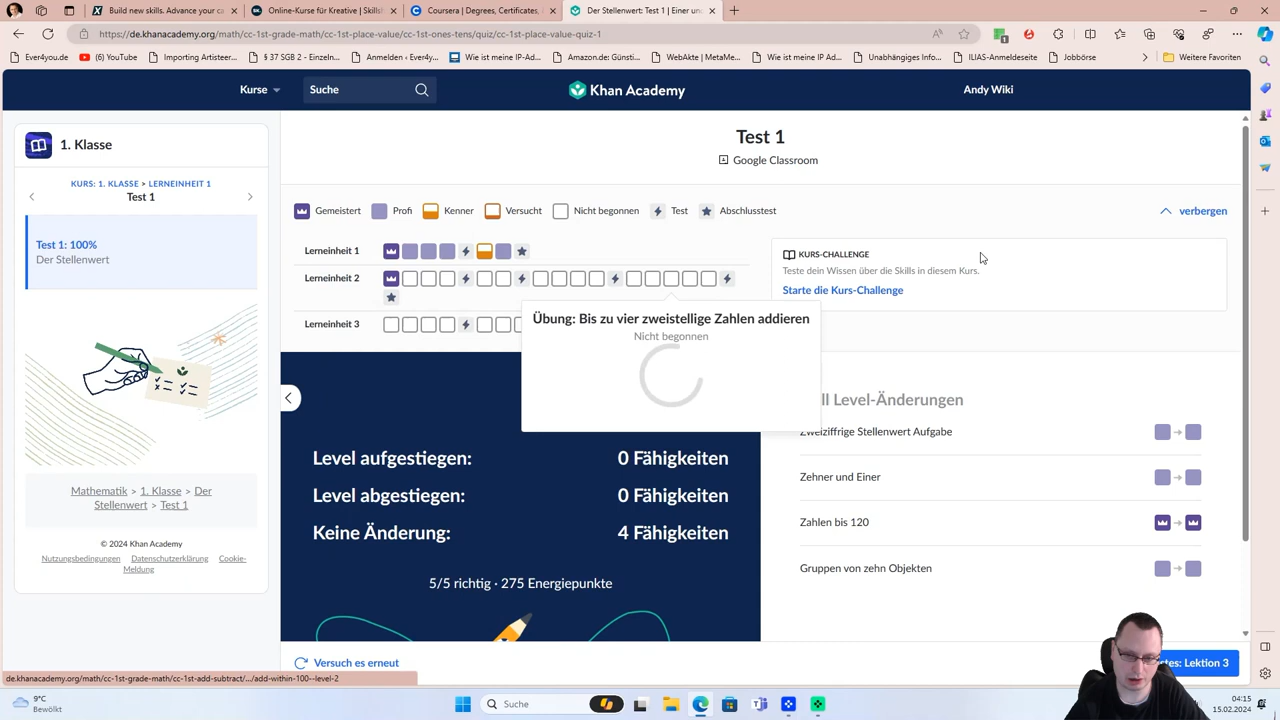 Build new skills. Advance your ca
Online-Kurse für Kreative | Skills
Coursera | Degrees, Certificates,
Der Stellenwert: Test 1 | Einer un
https://de.khanacademy.org/math/cc-1st-grade-math/cc-1st-place-value/cc-1st-ones-tens/quiz/cc-1st-place-value-quiz-1
Ever4you.de
(6) YouTube
Importing Artisteer...
§ 37 SGB 2 - Einzeln...
Anmelden ‹ Ever4y...
Wie ist meine IP-Ad...
Amazon.de: Günsti...
WebAkte | MetaMe...
Wie ist meine IP-Ad...
Unabhängiges Info...
ILIAS-Anmeldeseite
Jobbörse
Weitere Favoriten
Kurse
Suche
Khan Academy
Andy Wiki
1. Klasse
KURS: 1. KLASSE > LERNEINHEIT 1
Test 1
Test 1: 100%
Der Stellenwert
Mathematik > 1. Klasse > Der
Stellenwert > Test 1
© 2024 Khan Academy
Nutzungsbedingungen Datenschutzerklärung Cookie-
Meldung
Test 1
Google Classroom
Gemeistert
Profi
Kenner
Versucht
Nicht begonnen
Test
Abschlusstest
verbergen
Lerneinheit 1
Lerneinheit 2
Lerneinheit 3
KURS-CHALLENGE
Teste dein Wissen über die Skills in diesem Kurs.
Starte die Kurs-Challenge
Übung: Bis zu vier zweistellige Zahlen addieren
Nicht begonnen
Level aufgestiegen: 0 Fähigkeiten
Level abgestiegen: 0 Fähigkeiten
Keine Änderung: 4 Fähigkeiten
5/5 richtig · 275 Energiepunkte
Level-Änderungen
Zweiziffrige Stellenwert Aufgabe
Zehner und Einer
Zahlen bis 120
Gruppen von zehn Objekten
Versuch es erneut
Lektion 3
de.khanacademy.org/math/cc-1st-grade-math/cc-1st-add-subtract/.../add-within-100--level-2
9°C
Bewölkt
Suche
04:15
15.02.2024